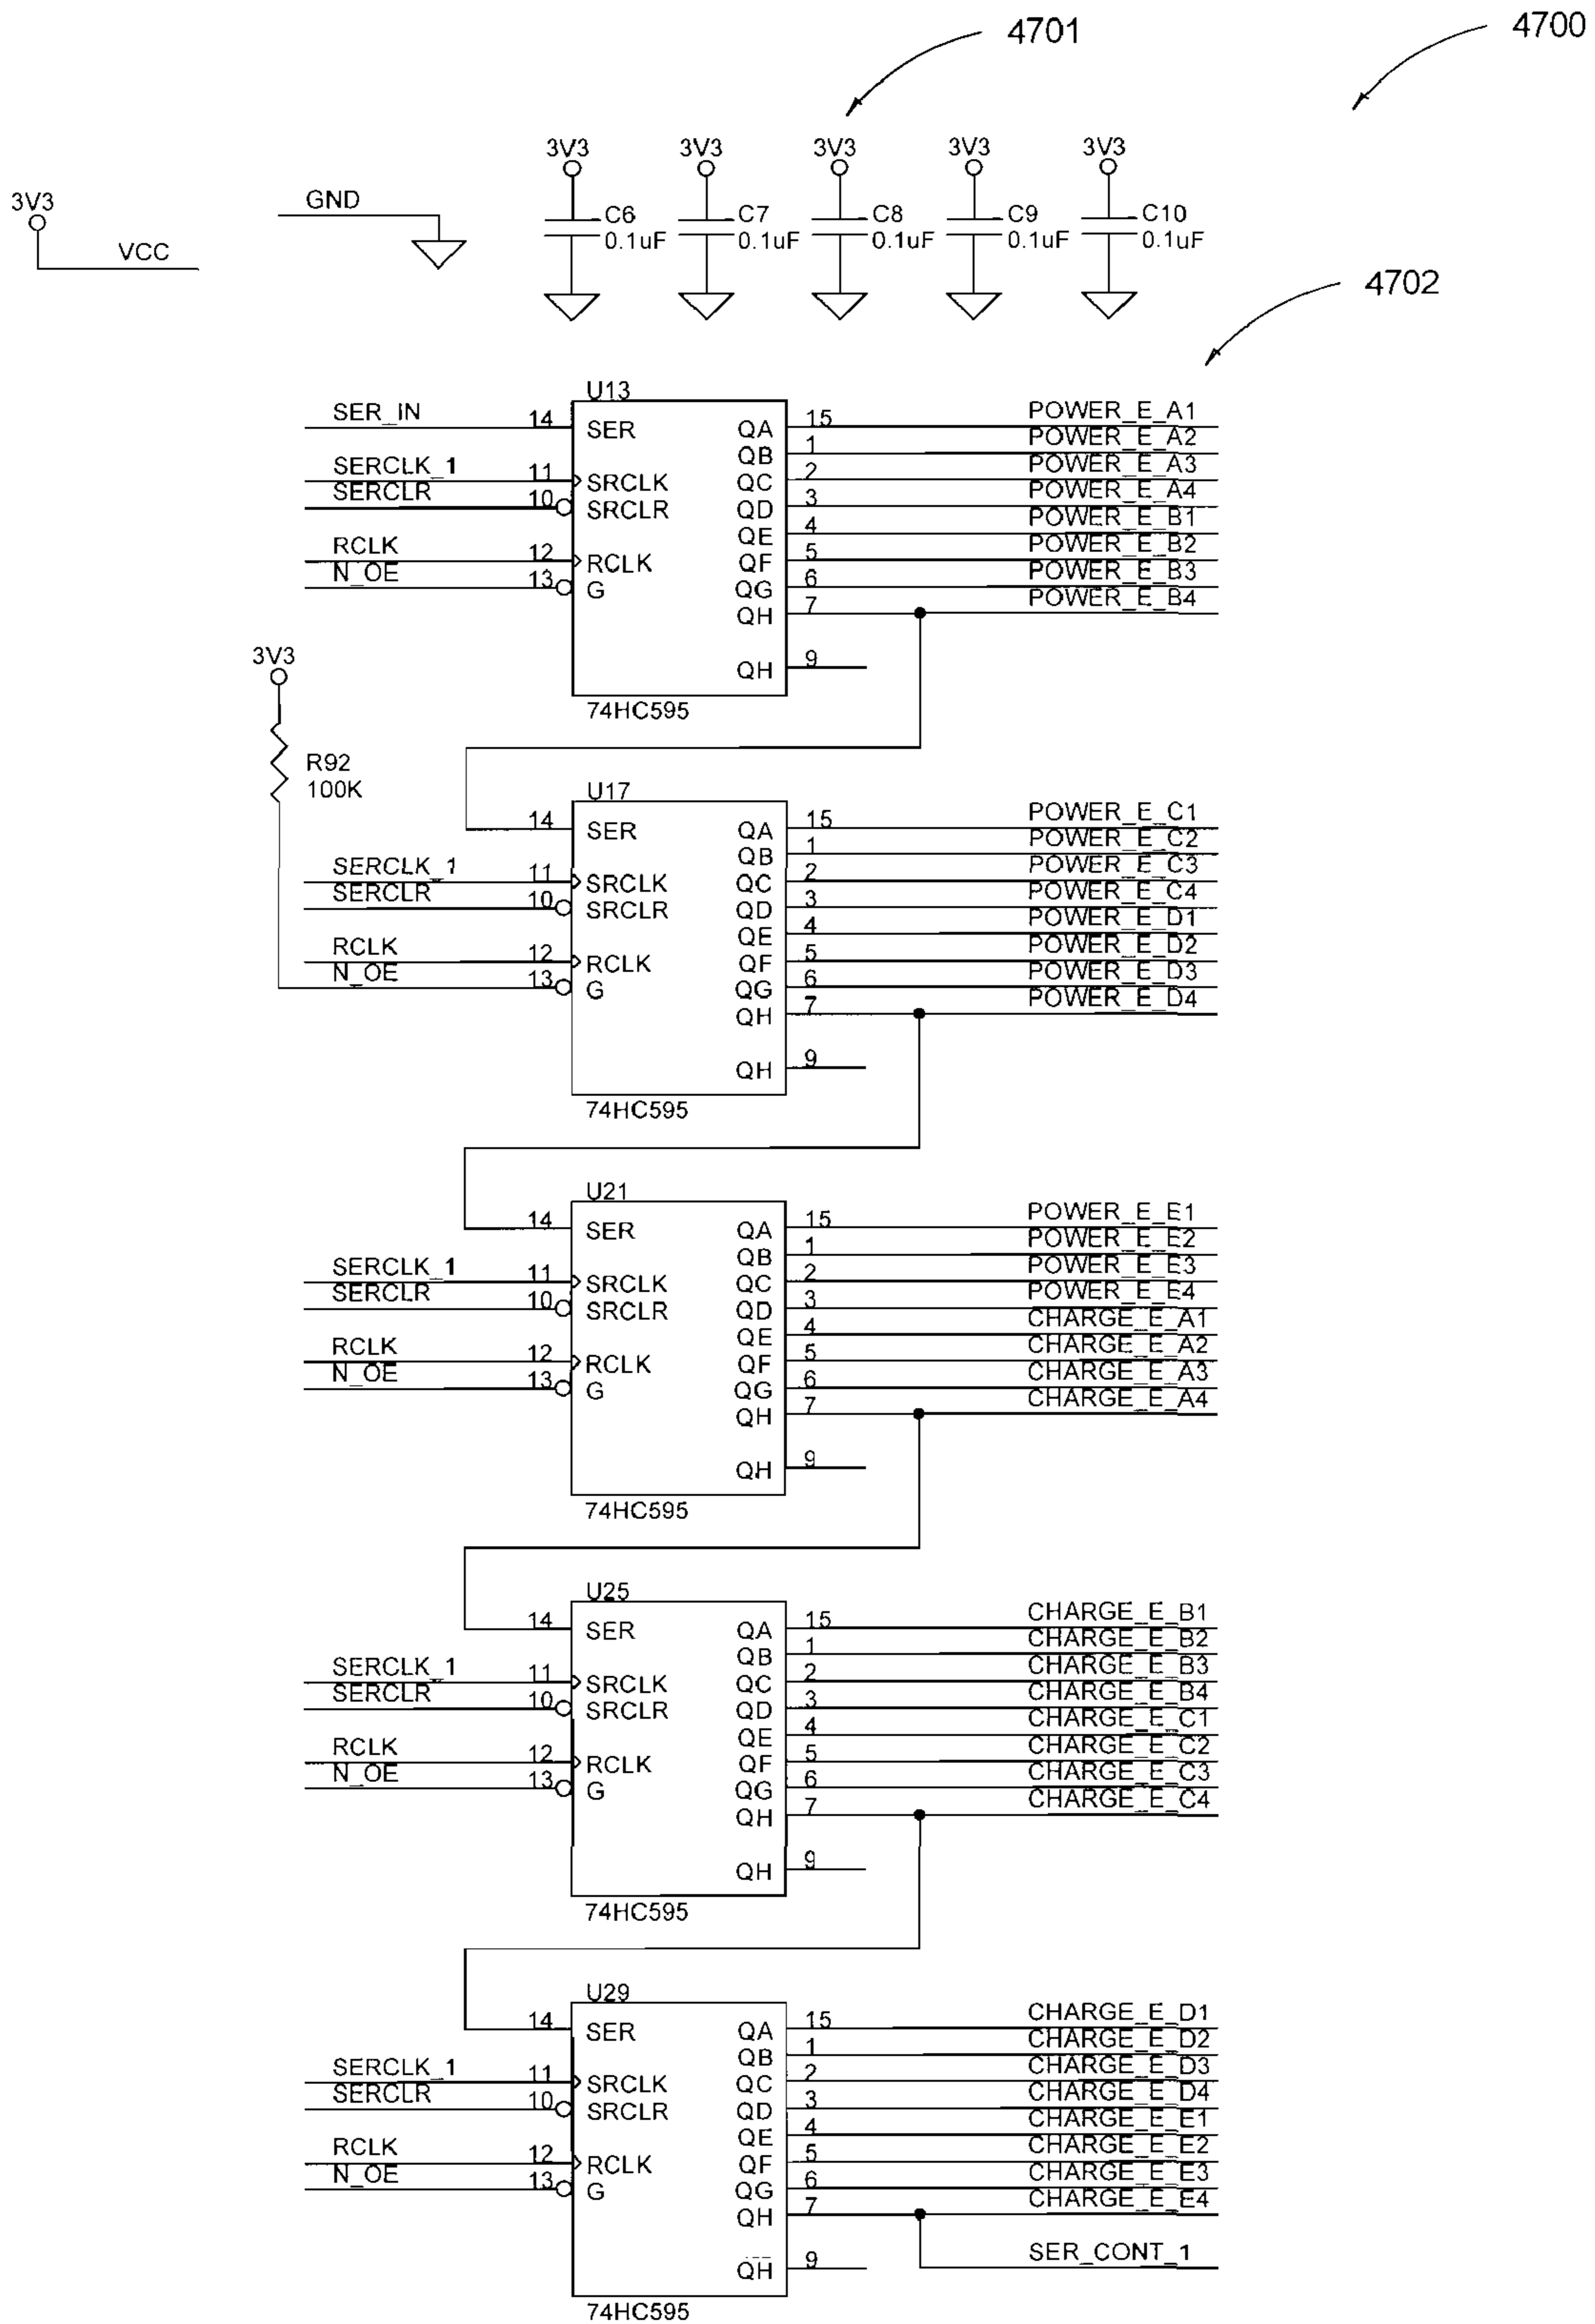 4700
4701
3V3 3V3 3V3 3V3 3V3
3V3 GND C6 C7 C8 C9 C10
VCC 0.1uF 0.1uF 0.1uF 0.1uF 0.1uF
4702
U13
SER_IN 14 SER QA 15 POWER_E_A1
QB 1 POWER_E_A2
SERCLK_1 11 SRCLK QC 2 POWER_E_A3
SERCLR 10 SRCLR QD 3 POWER_E_A4
QE 4 POWER_E_B1
RCLK 12 RCLK QF 5 POWER_E_B2
N_OE 13 G QG 6 POWER_E_B3
QH 7 POWER_E_B4
3V3
QH 9
74HC595
R92
100K
U17
14 SER QA 15 POWER_E_C1
QB 1 POWER_E_C2
SERCLK_1 11 SRCLK QC 2 POWER_E_C3
SERCLR 10 SRCLR QD 3 POWER_E_C4
QE 4 POWER_E_D1
RCLK 12 RCLK QF 5 POWER_E_D2
N_OE 13 G QG 6 POWER_E_D3
QH 7 POWER_E_D4
QH 9
74HC595
U21
14 SER QA 15 POWER_E_E1
QB 1 POWER_E_E2
SERCLK_1 11 SRCLK QC 2 POWER_E_E3
SERCLR 10 SRCLR QD 3 POWER_E_E4
QE 4 CHARGE_E_A1
RCLK 12 RCLK QF 5 CHARGE_E_A2
N_OE 13 G QG 6 CHARGE_E_A3
QH 7 CHARGE_E_A4
QH 9
74HC595
U25
14 SER QA 15 CHARGE_E_B1
QB 1 CHARGE_E_B2
SERCLK_1 11 SRCLK QC 2 CHARGE_E_B3
SERCLR 10 SRCLR QD 3 CHARGE_E_B4
QE 4 CHARGE_E_C1
RCLK 12 RCLK QF 5 CHARGE_E_C2
N_OE 13 G QG 6 CHARGE_E_C3
QH 7 CHARGE_E_C4
QH 9
74HC595
U29
14 SER QA 15 CHARGE_E_D1
QB 1 CHARGE_E_D2
SERCLK_1 11 SRCLK QC 2 CHARGE_E_D3
SERCLR 10 SRCLR QD 3 CHARGE_E_D4
QE 4 CHARGE_E_E1
RCLK 12 RCLK QF 5 CHARGE_E_E2
N_OE 13 G QG 6 CHARGE_E_E3
QH 7 CHARGE_E_E4
SER_CONT_1
Q̅H̅ 9
74HC595